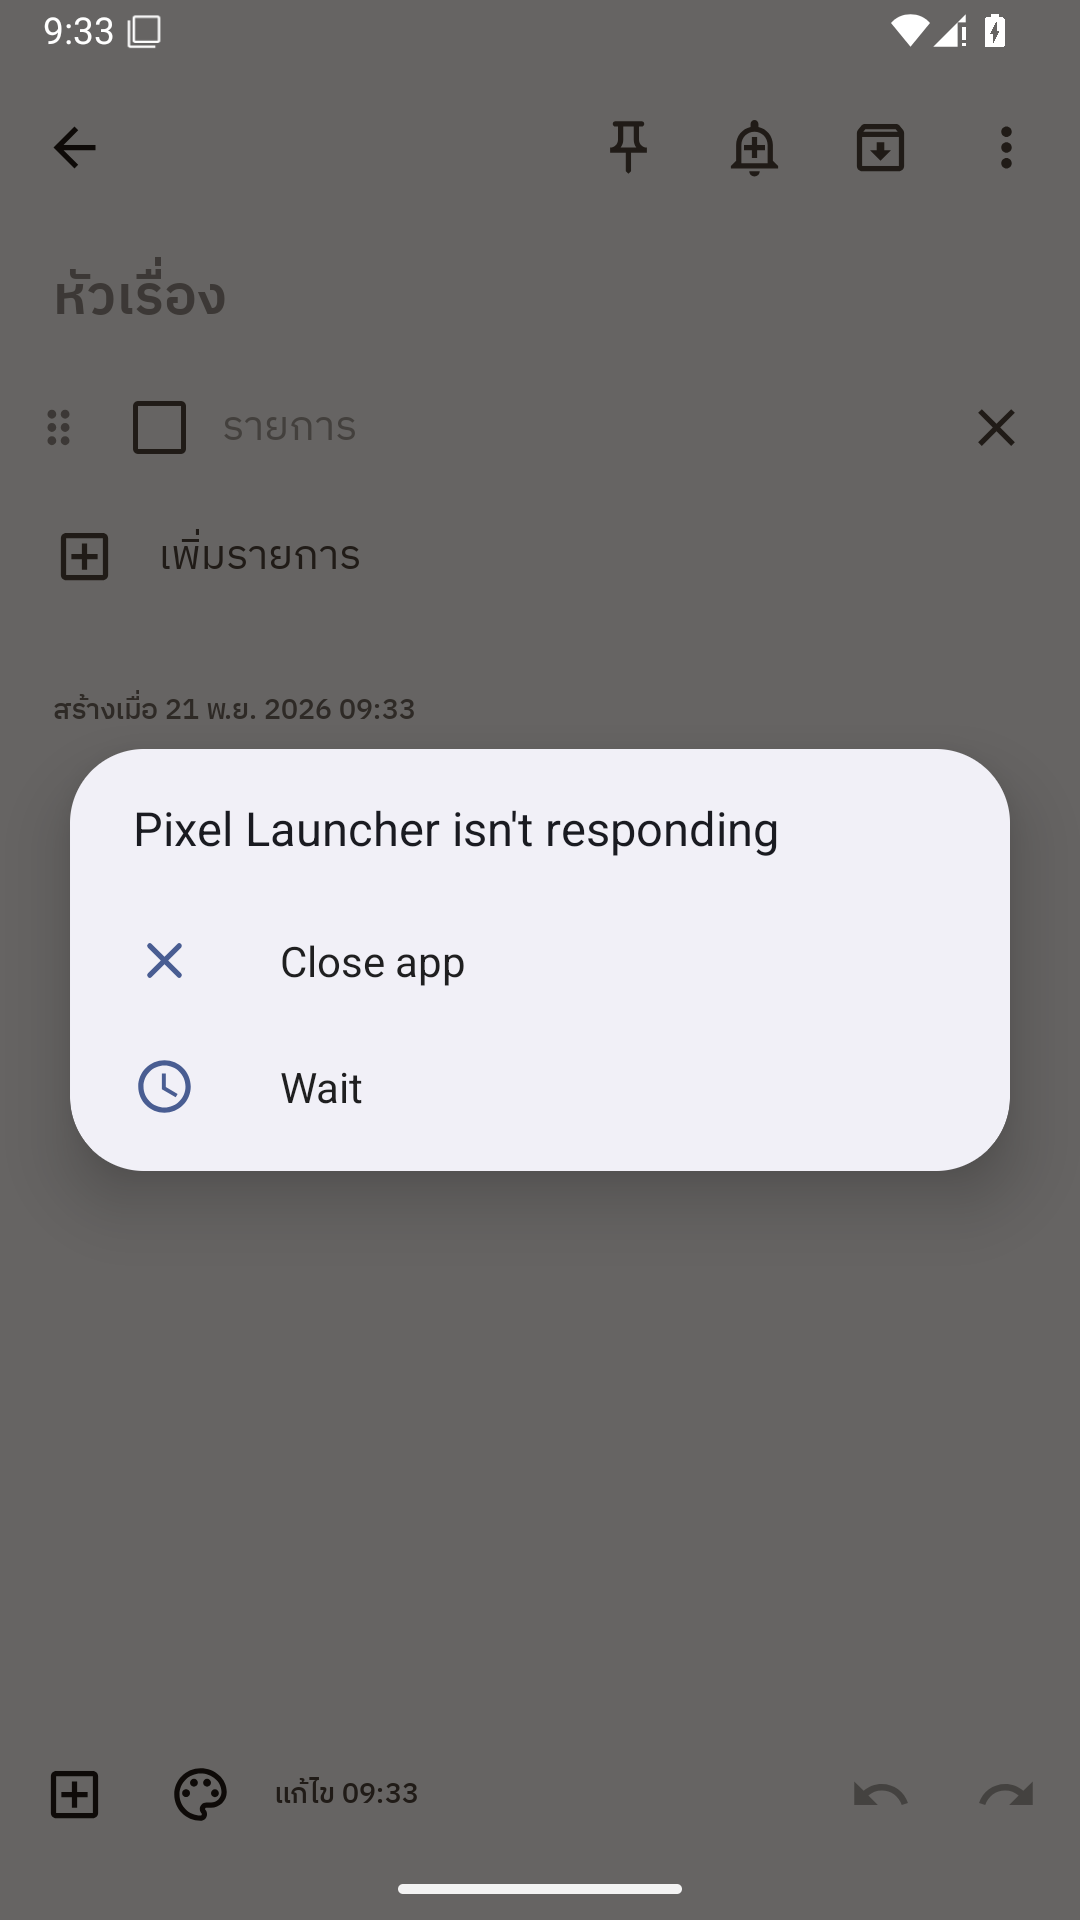 9:33
หัวเรื่อง
รายการ
เพิ่มรายการ
สร้างเมื่อ 21 พ.ย. 2026 09:33
Pixel Launcher isn't responding
Close app
Wait
แก้ไข 09:33